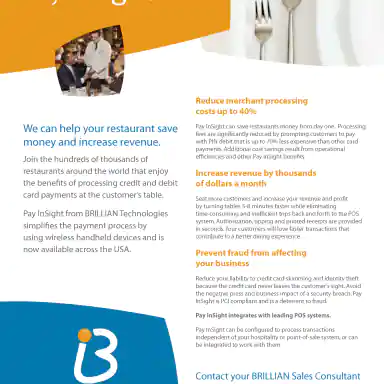 We can help your restaurant save
money and increase revenue.
Join the hundreds of thousands of
restaurants around the world that enjoy
the benefits of processing credit and debit
card payments at the customer's table.
Pay InSight from BRILLIAN Technologies
simplifies the payment process by
using wireless handheld devices and is
now available across the USA.
Reduce merchant processing
costs up to 40%
Pay InSight can save restaurants money from day one. Processing
fees are significantly reduced by prompting customers to pay
with PIN debit that is up to 70% less expensive than other card
payments. Additional cost savings result from operational
efficiencies and other Pay InSight benefits.
Increase revenue by thousands
of dollars a month
Seat more customers and increase your revenue and profit
by turning tables 5-8 minutes faster while eliminating
time-consuming and inefficient trips back and forth to the POS
system. Authorization, tipping and printed receipts are provided
in seconds. Your customers will love faster transactions that
contribute to a better dining experience.
Prevent fraud from affecting
your business
Reduce your liability to credit card skimming and identity theft
because the credit card never leaves the customer's sight. Avoid
the negative press and business impact of a security breach. Pay
InSight is PCI compliant and is a deterrent to fraud.
Pay InSight integrates with leading POS systems.
Pay InSight can be configured to process transactions
independent of your hospitality or point-of-sale system, or can
be integrated to work with them
Contact your BRILLIAN Sales Consultant